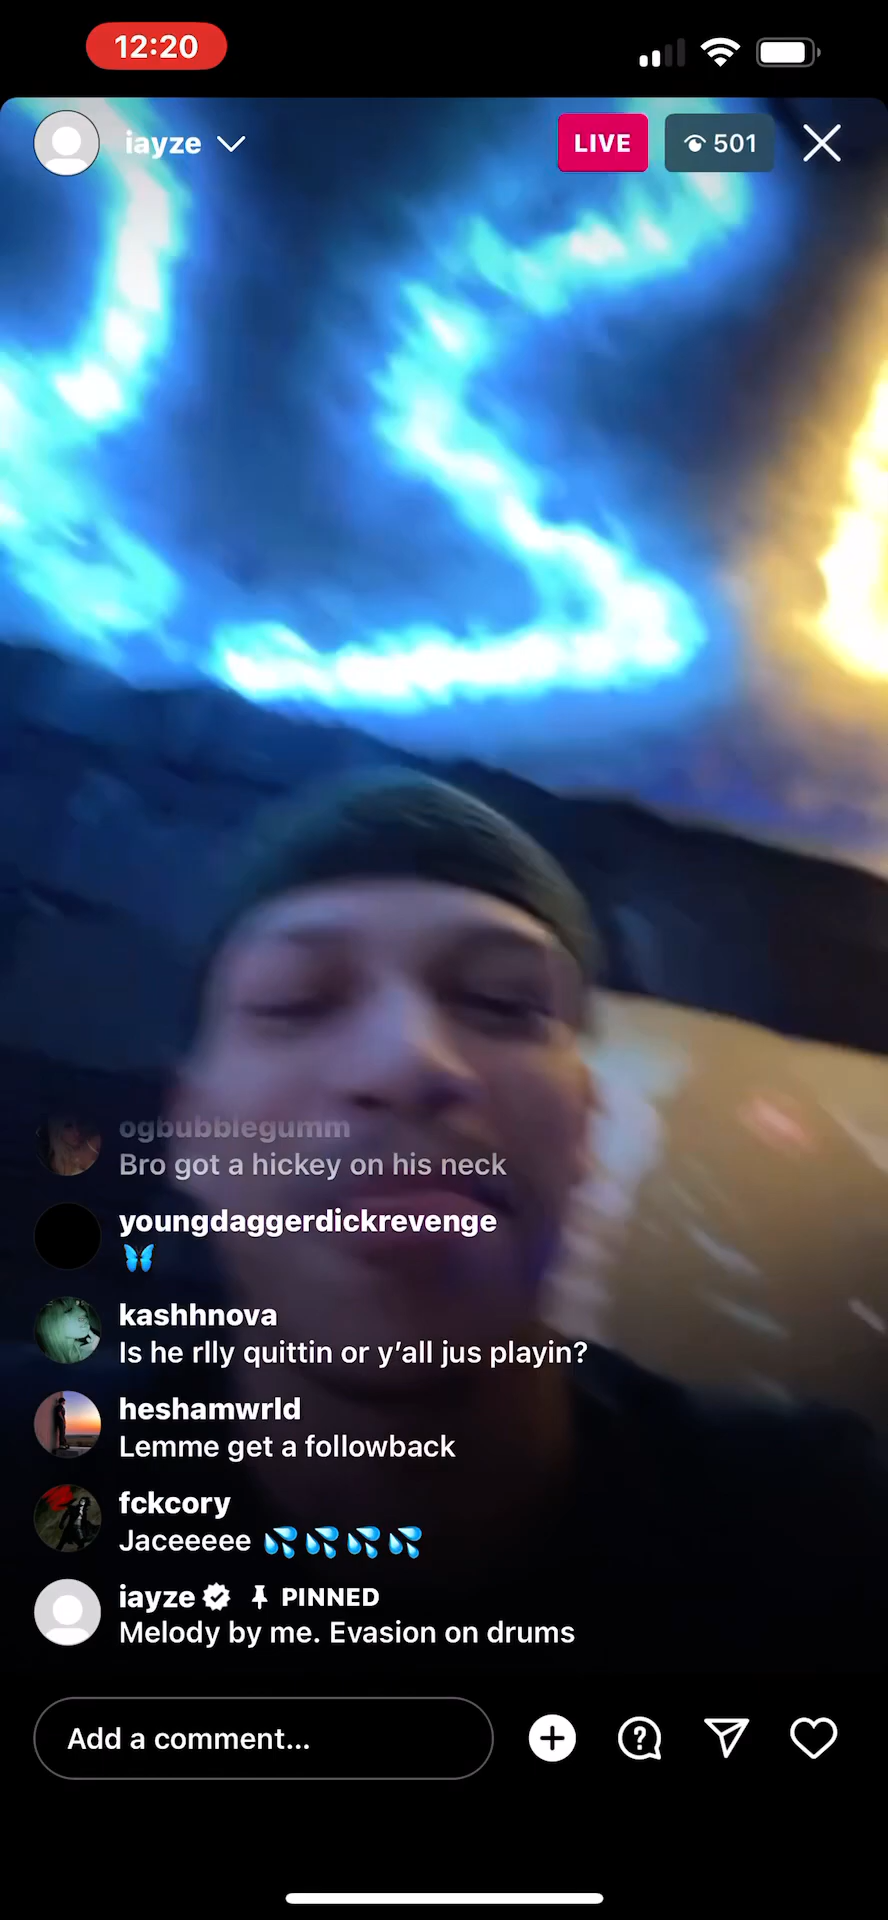 12:20
iayze
LIVE
501
ogbubblegumm
Bro got a hickey on his neck
youngdaggerdickrevenge
🦋
kashhnova
Is he rlly quittin or y’all jus playin?
heshamwrld
Lemme get a followback
fckcory
Jaceeeee 💦💦💦💦
iayze PINNED
Melody by me. Evasion on drums
Add a comment...